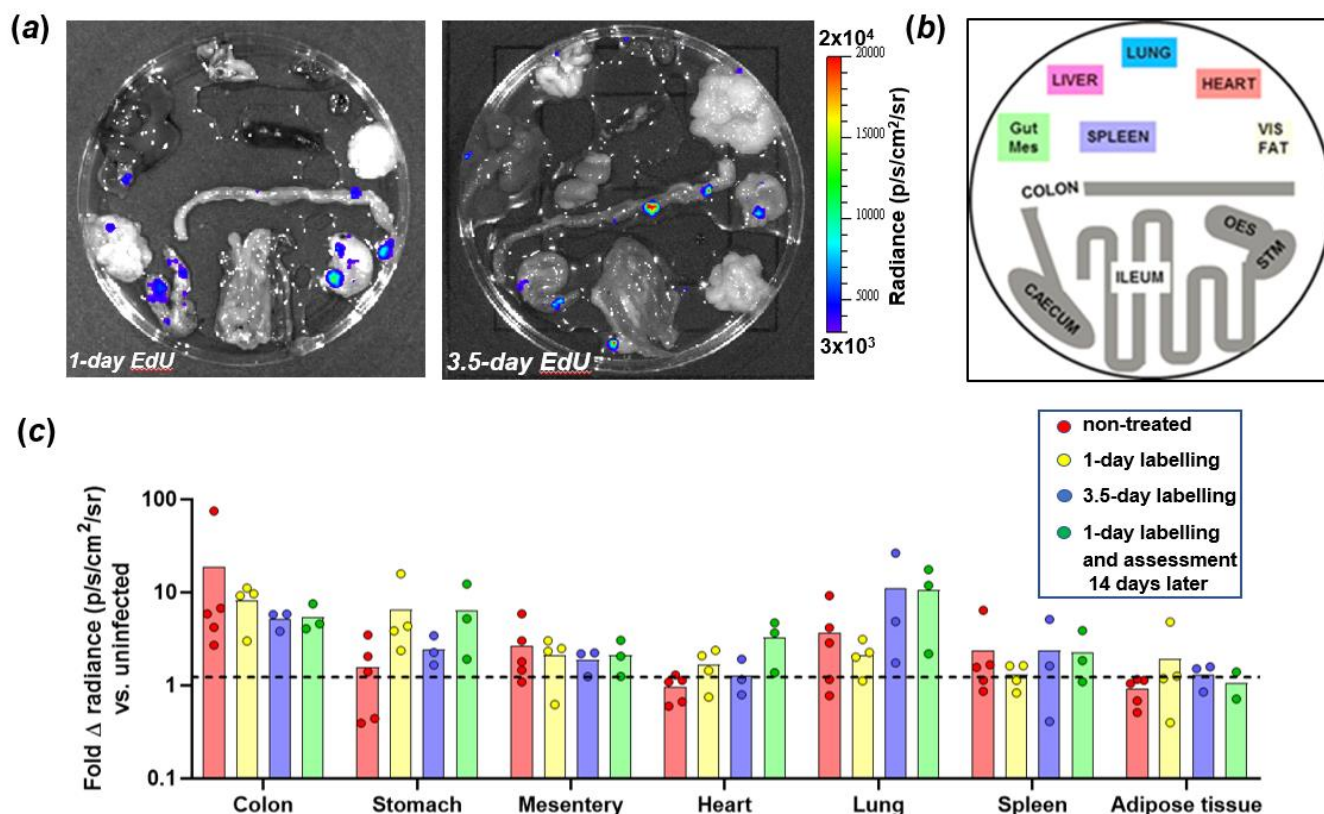 (a)
1-day EdU
3.5-day EdU
2x10⁴
20000
15000
10000
5000
3x10³
Radiance (p/s/cm²/sr)
(b)
LUNG
LIVER
HEART
Gut
Mes
SPLEEN
VIS
FAT
COLON
OES
STM
ILEUM
CAECUM
(c)
non-treated
1-day labelling
3.5-day labelling
1-day labelling
and assessment
14 days later
Fold Δ radiance (p/s/cm²/sr)
vs. uninfected
100
10
1
0.1
Colon Stomach Mesentery Heart Lung Spleen Adipose tissue